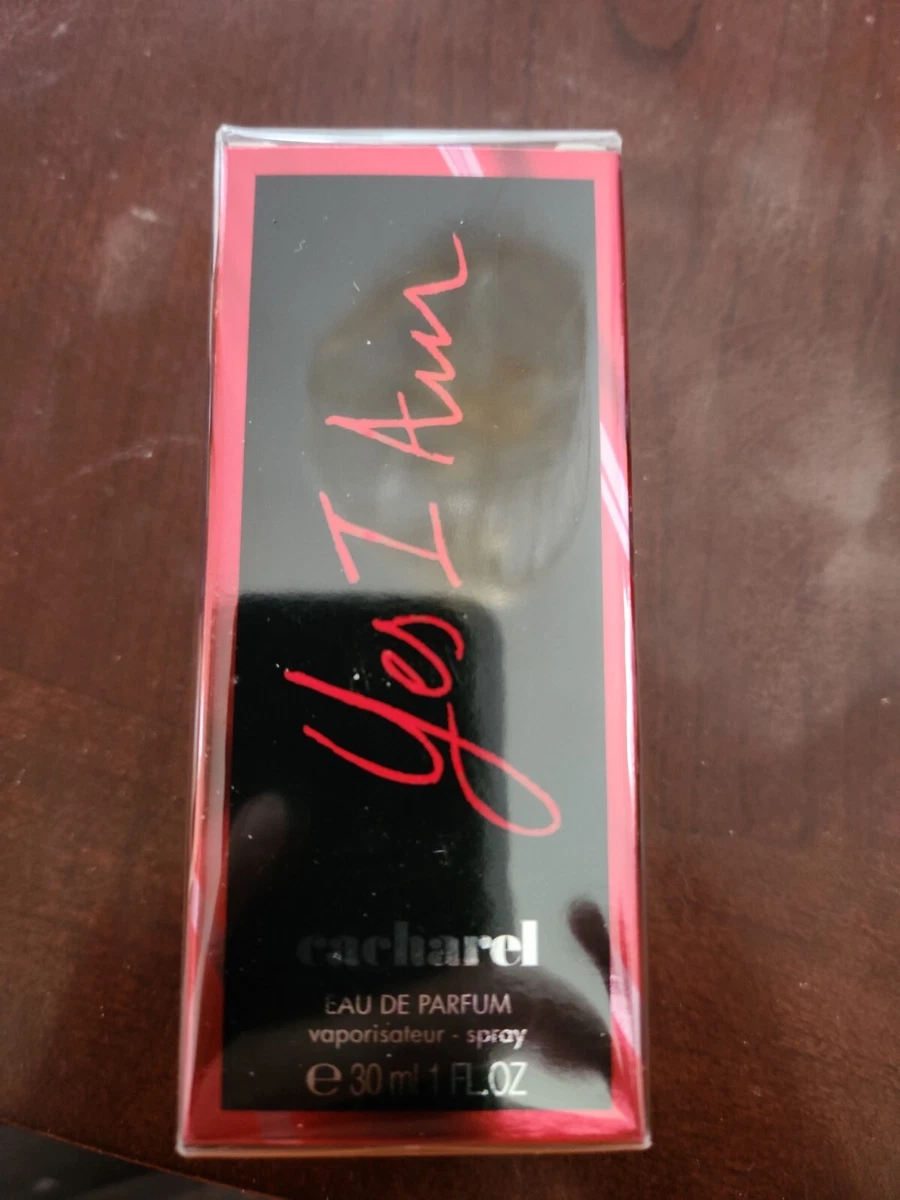 Yes I Am
cacharel
EAU DE PARFUM
vaporisateur - spray
e 30 ml 1 FL.OZ